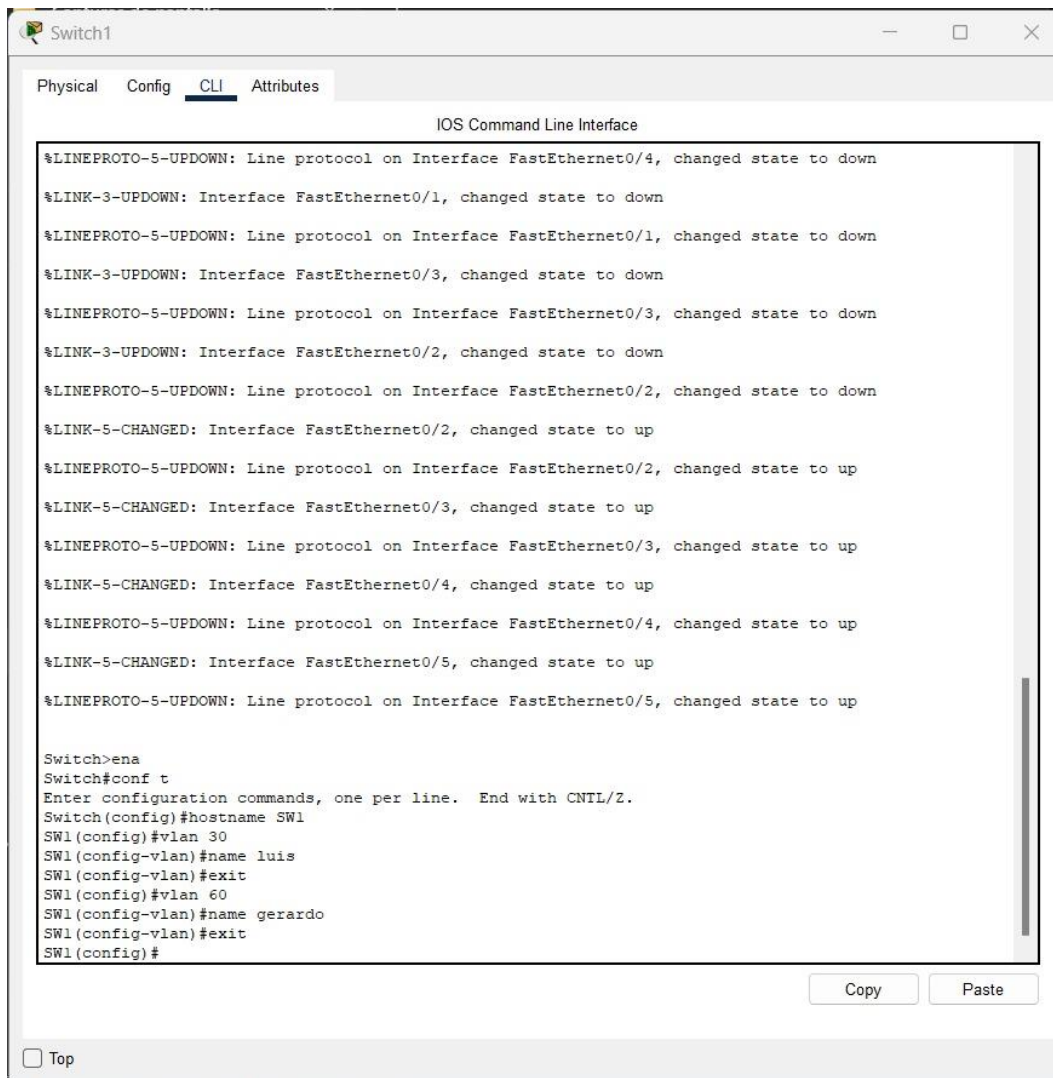 Switch1
Physical Config CLI Attributes
IOS Command Line Interface
%LINEPROTO-5-UPDOWN: Line protocol on Interface FastEthernet0/4, changed state to down
%LINK-3-UPDOWN: Interface FastEthernet0/1, changed state to down
%LINEPROTO-5-UPDOWN: Line protocol on Interface FastEthernet0/1, changed state to down
%LINK-3-UPDOWN: Interface FastEthernet0/3, changed state to down
%LINEPROTO-5-UPDOWN: Line protocol on Interface FastEthernet0/3, changed state to down
%LINK-3-UPDOWN: Interface FastEthernet0/2, changed state to down
%LINEPROTO-5-UPDOWN: Line protocol on Interface FastEthernet0/2, changed state to down
%LINK-5-CHANGED: Interface FastEthernet0/2, changed state to up
%LINEPROTO-5-UPDOWN: Line protocol on Interface FastEthernet0/2, changed state to up
%LINK-5-CHANGED: Interface FastEthernet0/3, changed state to up
%LINEPROTO-5-UPDOWN: Line protocol on Interface FastEthernet0/3, changed state to up
%LINK-5-CHANGED: Interface FastEthernet0/4, changed state to up
%LINEPROTO-5-UPDOWN: Line protocol on Interface FastEthernet0/4, changed state to up
%LINK-5-CHANGED: Interface FastEthernet0/5, changed state to up
%LINEPROTO-5-UPDOWN: Line protocol on Interface FastEthernet0/5, changed state to up
Switch>ena
Switch#conf t
Enter configuration commands, one per line. End with CNTL/Z.
Switch(config)#hostname SW1
SW1(config)#vlan 30
SW1(config-vlan)#name luis
SW1(config-vlan)#exit
SW1(config)#vlan 60
SW1(config-vlan)#name gerardo
SW1(config-vlan)#exit
SW1(config)#
Copy Paste
Top